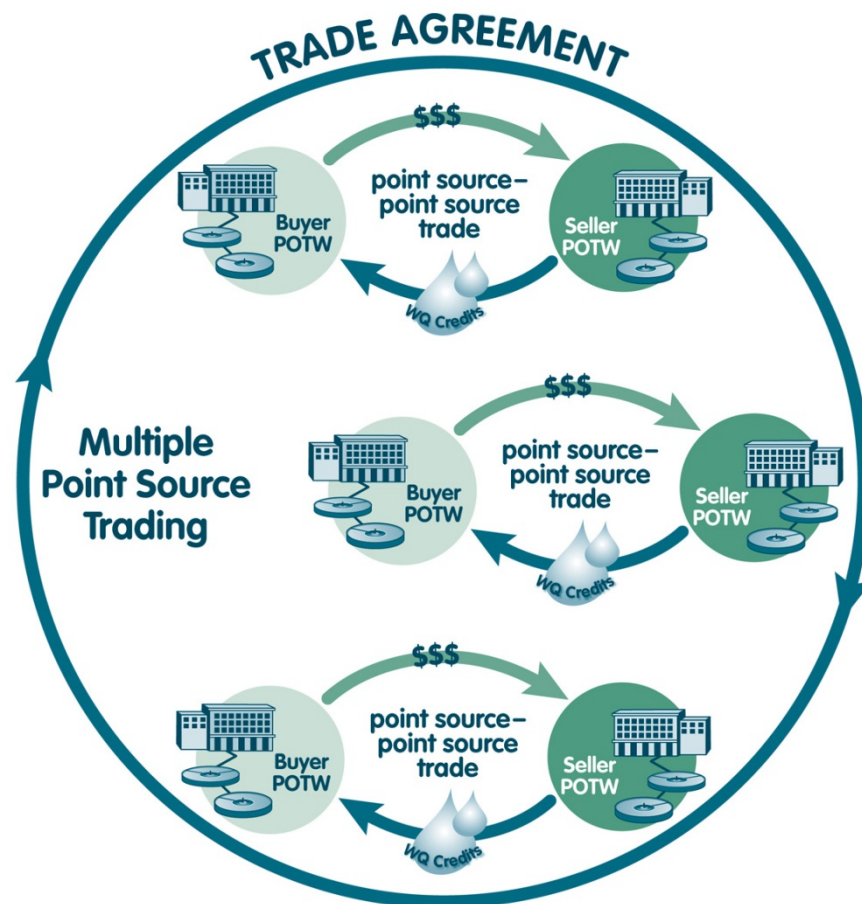 TRADE AGREEMENT
$$$
point source–
point source
trade
Buyer
POTW
Seller
POTW
WQ Credits
Multiple
Point Source
Trading
$$$
point source–
point source
trade
Buyer
POTW
Seller
POTW
WQ Credits
$$$
point source–
point source
trade
Buyer
POTW
Seller
POTW
WQ Credits